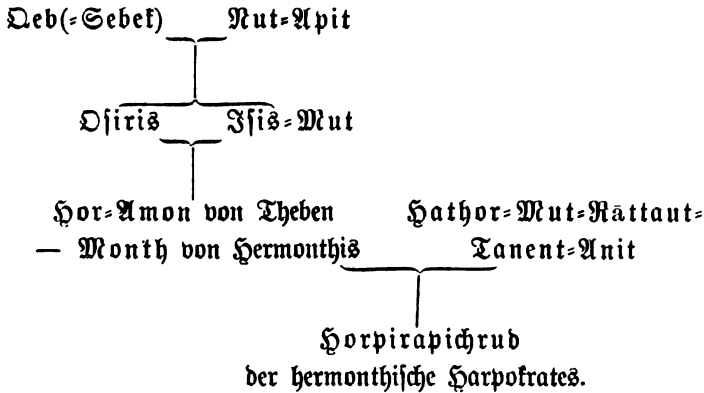 Qeb(-Sebek) Nut-Apit
Osiris Isis-Mut
Hor-Amon von Theben Hathor-Mut-Rāttaut-
— Month von Hermonthis Tanent-Anit
Horpirapichrud
der hermonthische Harpokrates.